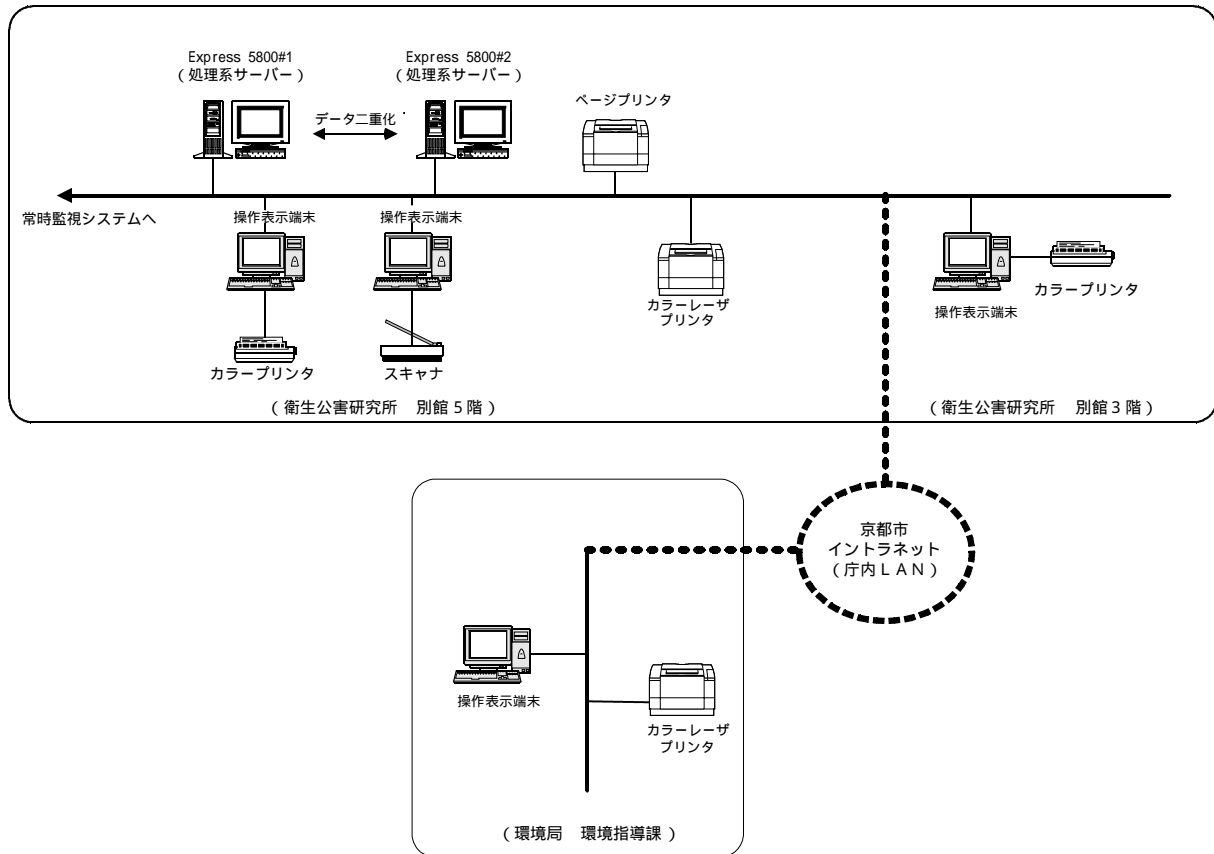 Express 5800#1
（処理系サーバー）
Express 5800#2
（処理系サーバー）
データ二重化
ページプリンタ
常時監視システムへ
操作表示端末
操作表示端末
カラーレーザ
プリンタ
操作表示端末
カラープリンタ
カラープリンタ
スキャナ
（衛生公害研究所　別館５階）
（衛生公害研究所　別館３階）
京都市
イントラネット
（庁内ＬＡＮ）
操作表示端末
カラーレーザ
プリンタ
（環境局　環境指導課）